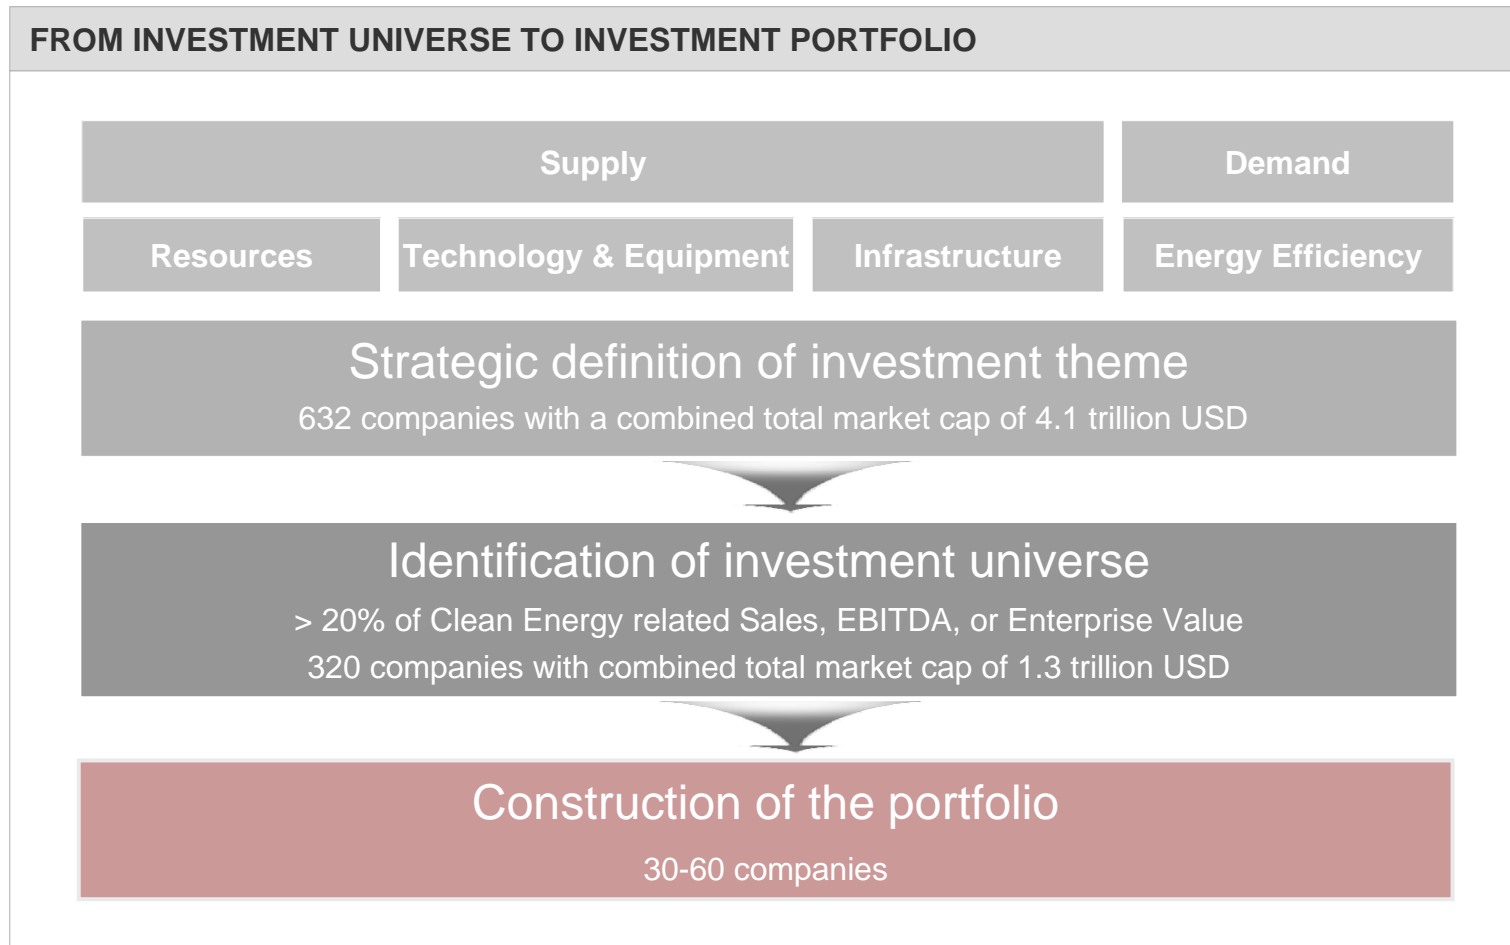 FROM INVESTMENT UNIVERSE TO INVESTMENT PORTFOLIO
Supply
Demand
Resources
Technology & Equipment
Infrastructure
Energy Efficiency
Strategic definition of investment theme
632 companies with a combined total market cap of 4.1 trillion USD
Identification of investment universe
> 20% of Clean Energy related Sales, EBITDA, or Enterprise Value
320 companies with combined total market cap of 1.3 trillion USD
Construction of the portfolio
30-60 companies